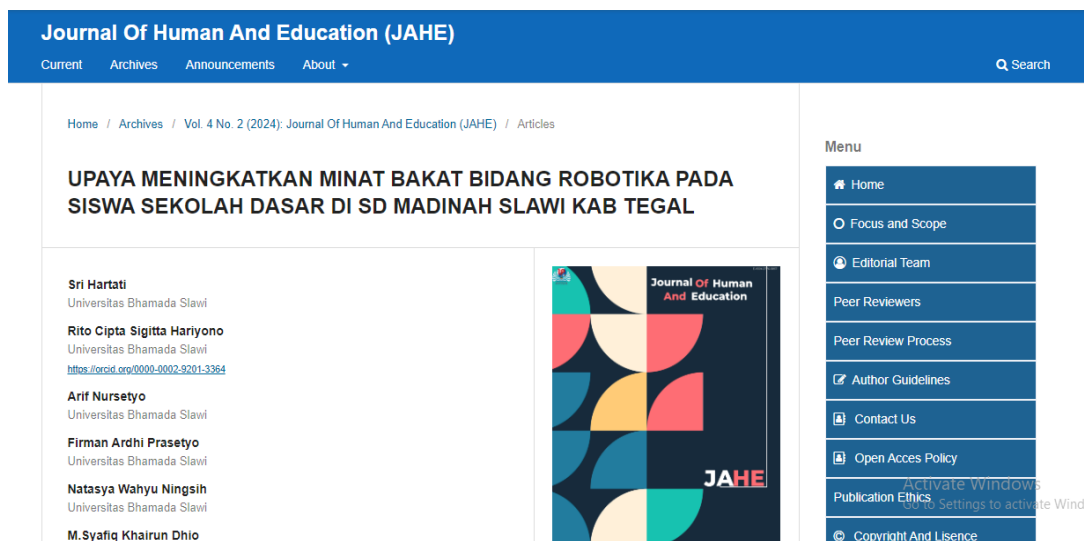 Journal Of Human And Education (JAHE)
Current Archives Announcements About
Search
Home / Archives / Vol. 4 No. 2 (2024): Journal Of Human And Education (JAHE) / Articles
UPAYA MENINGKATKAN MINAT BAKAT BIDANG ROBOTIKA PADA
SISWA SEKOLAH DASAR DI SD MADINAH SLAWI KAB TEGAL
Sri Hartati
Universitas Bhamada Slawi
Rito Cipta Sigitta Hariyono
Universitas Bhamada Slawi
https://orcid.org/0000-0002-9201-3364
Arif Nursetyo
Universitas Bhamada Slawi
Firman Ardhi Prasetyo
Universitas Bhamada Slawi
Natasya Wahyu Ningsih
Universitas Bhamada Slawi
M.Syafiq Khairun Dhio
Journal Of Human
And Education
JAHE
Menu
Home
Focus and Scope
Editorial Team
Peer Reviewers
Peer Review Process
Author Guidelines
Contact Us
Open Acces Policy
Publication Ethics
Copyright And Lisence
Activate Windows
Go to Settings to activate Wind